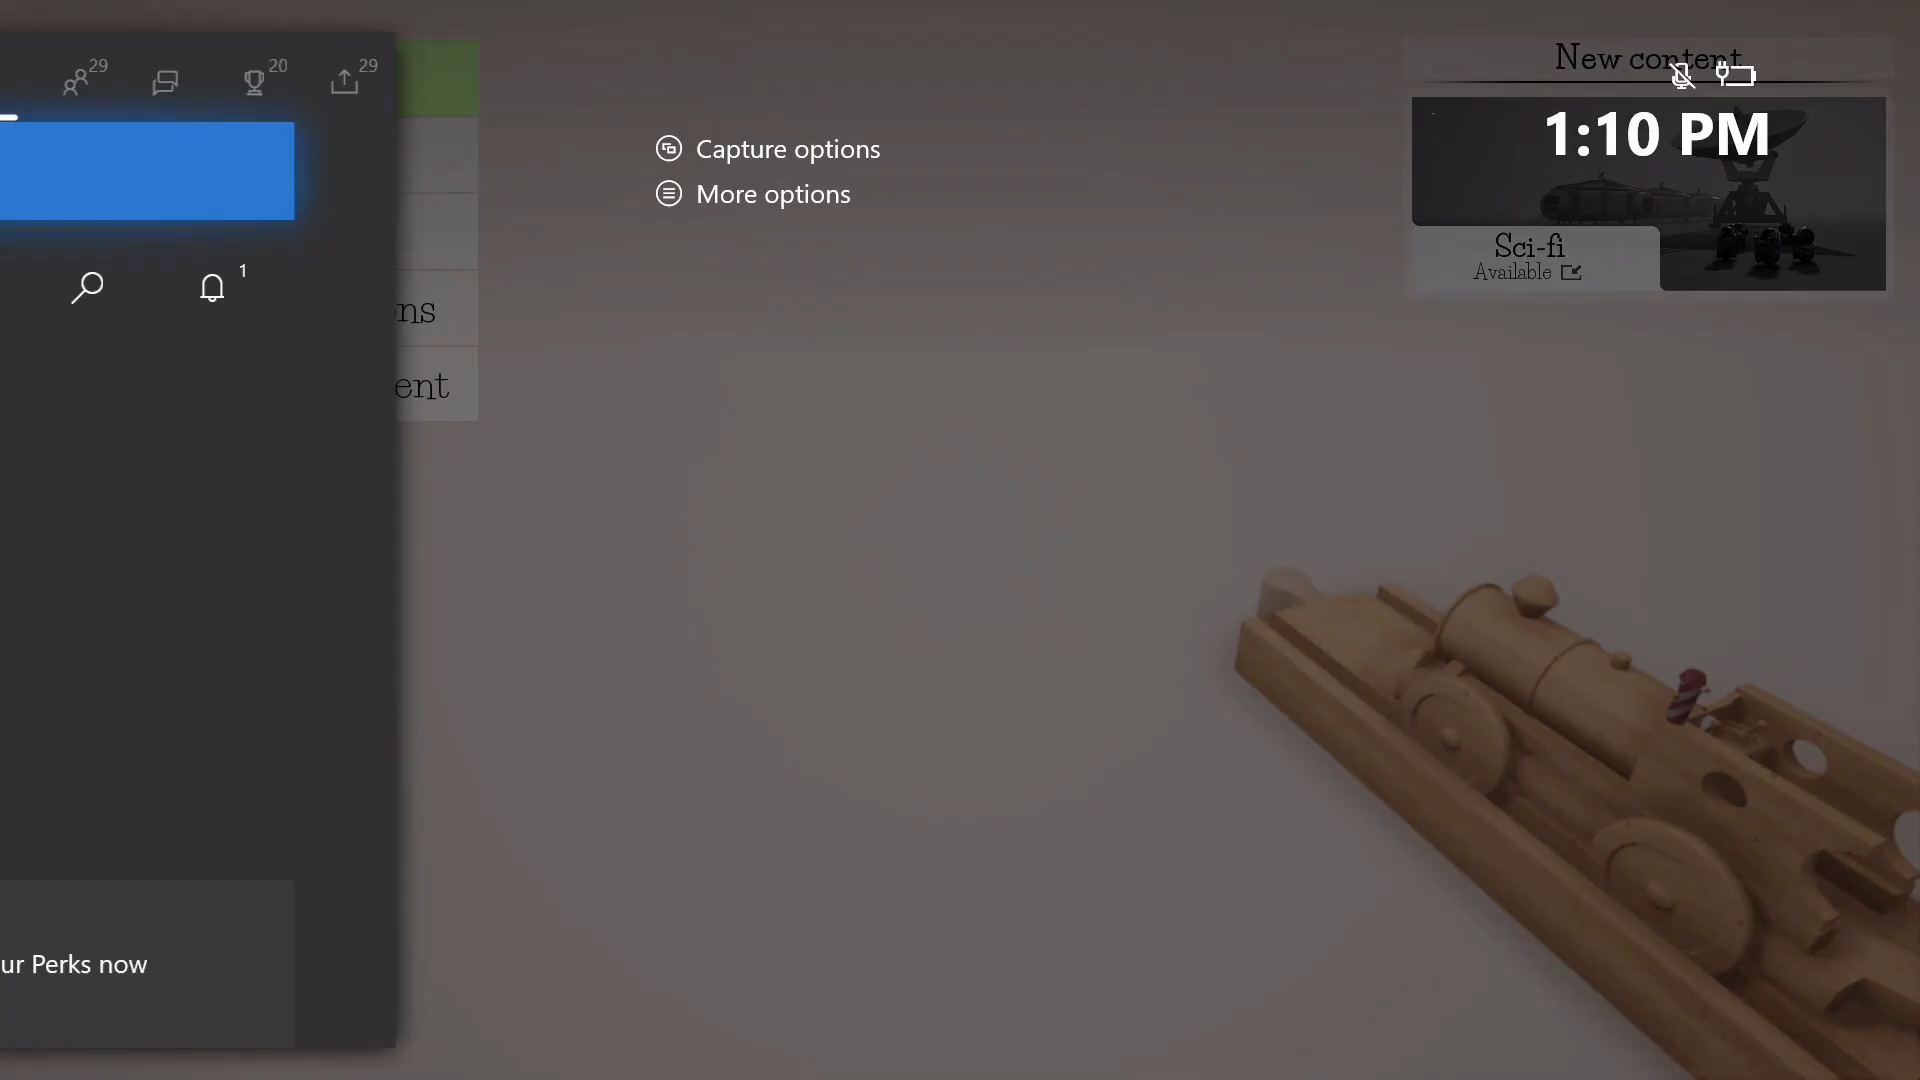 29
20
29
1
ns
ent
ur Perks now
Capture options
More options
New content
1:10 PM
Sci-fi
Available